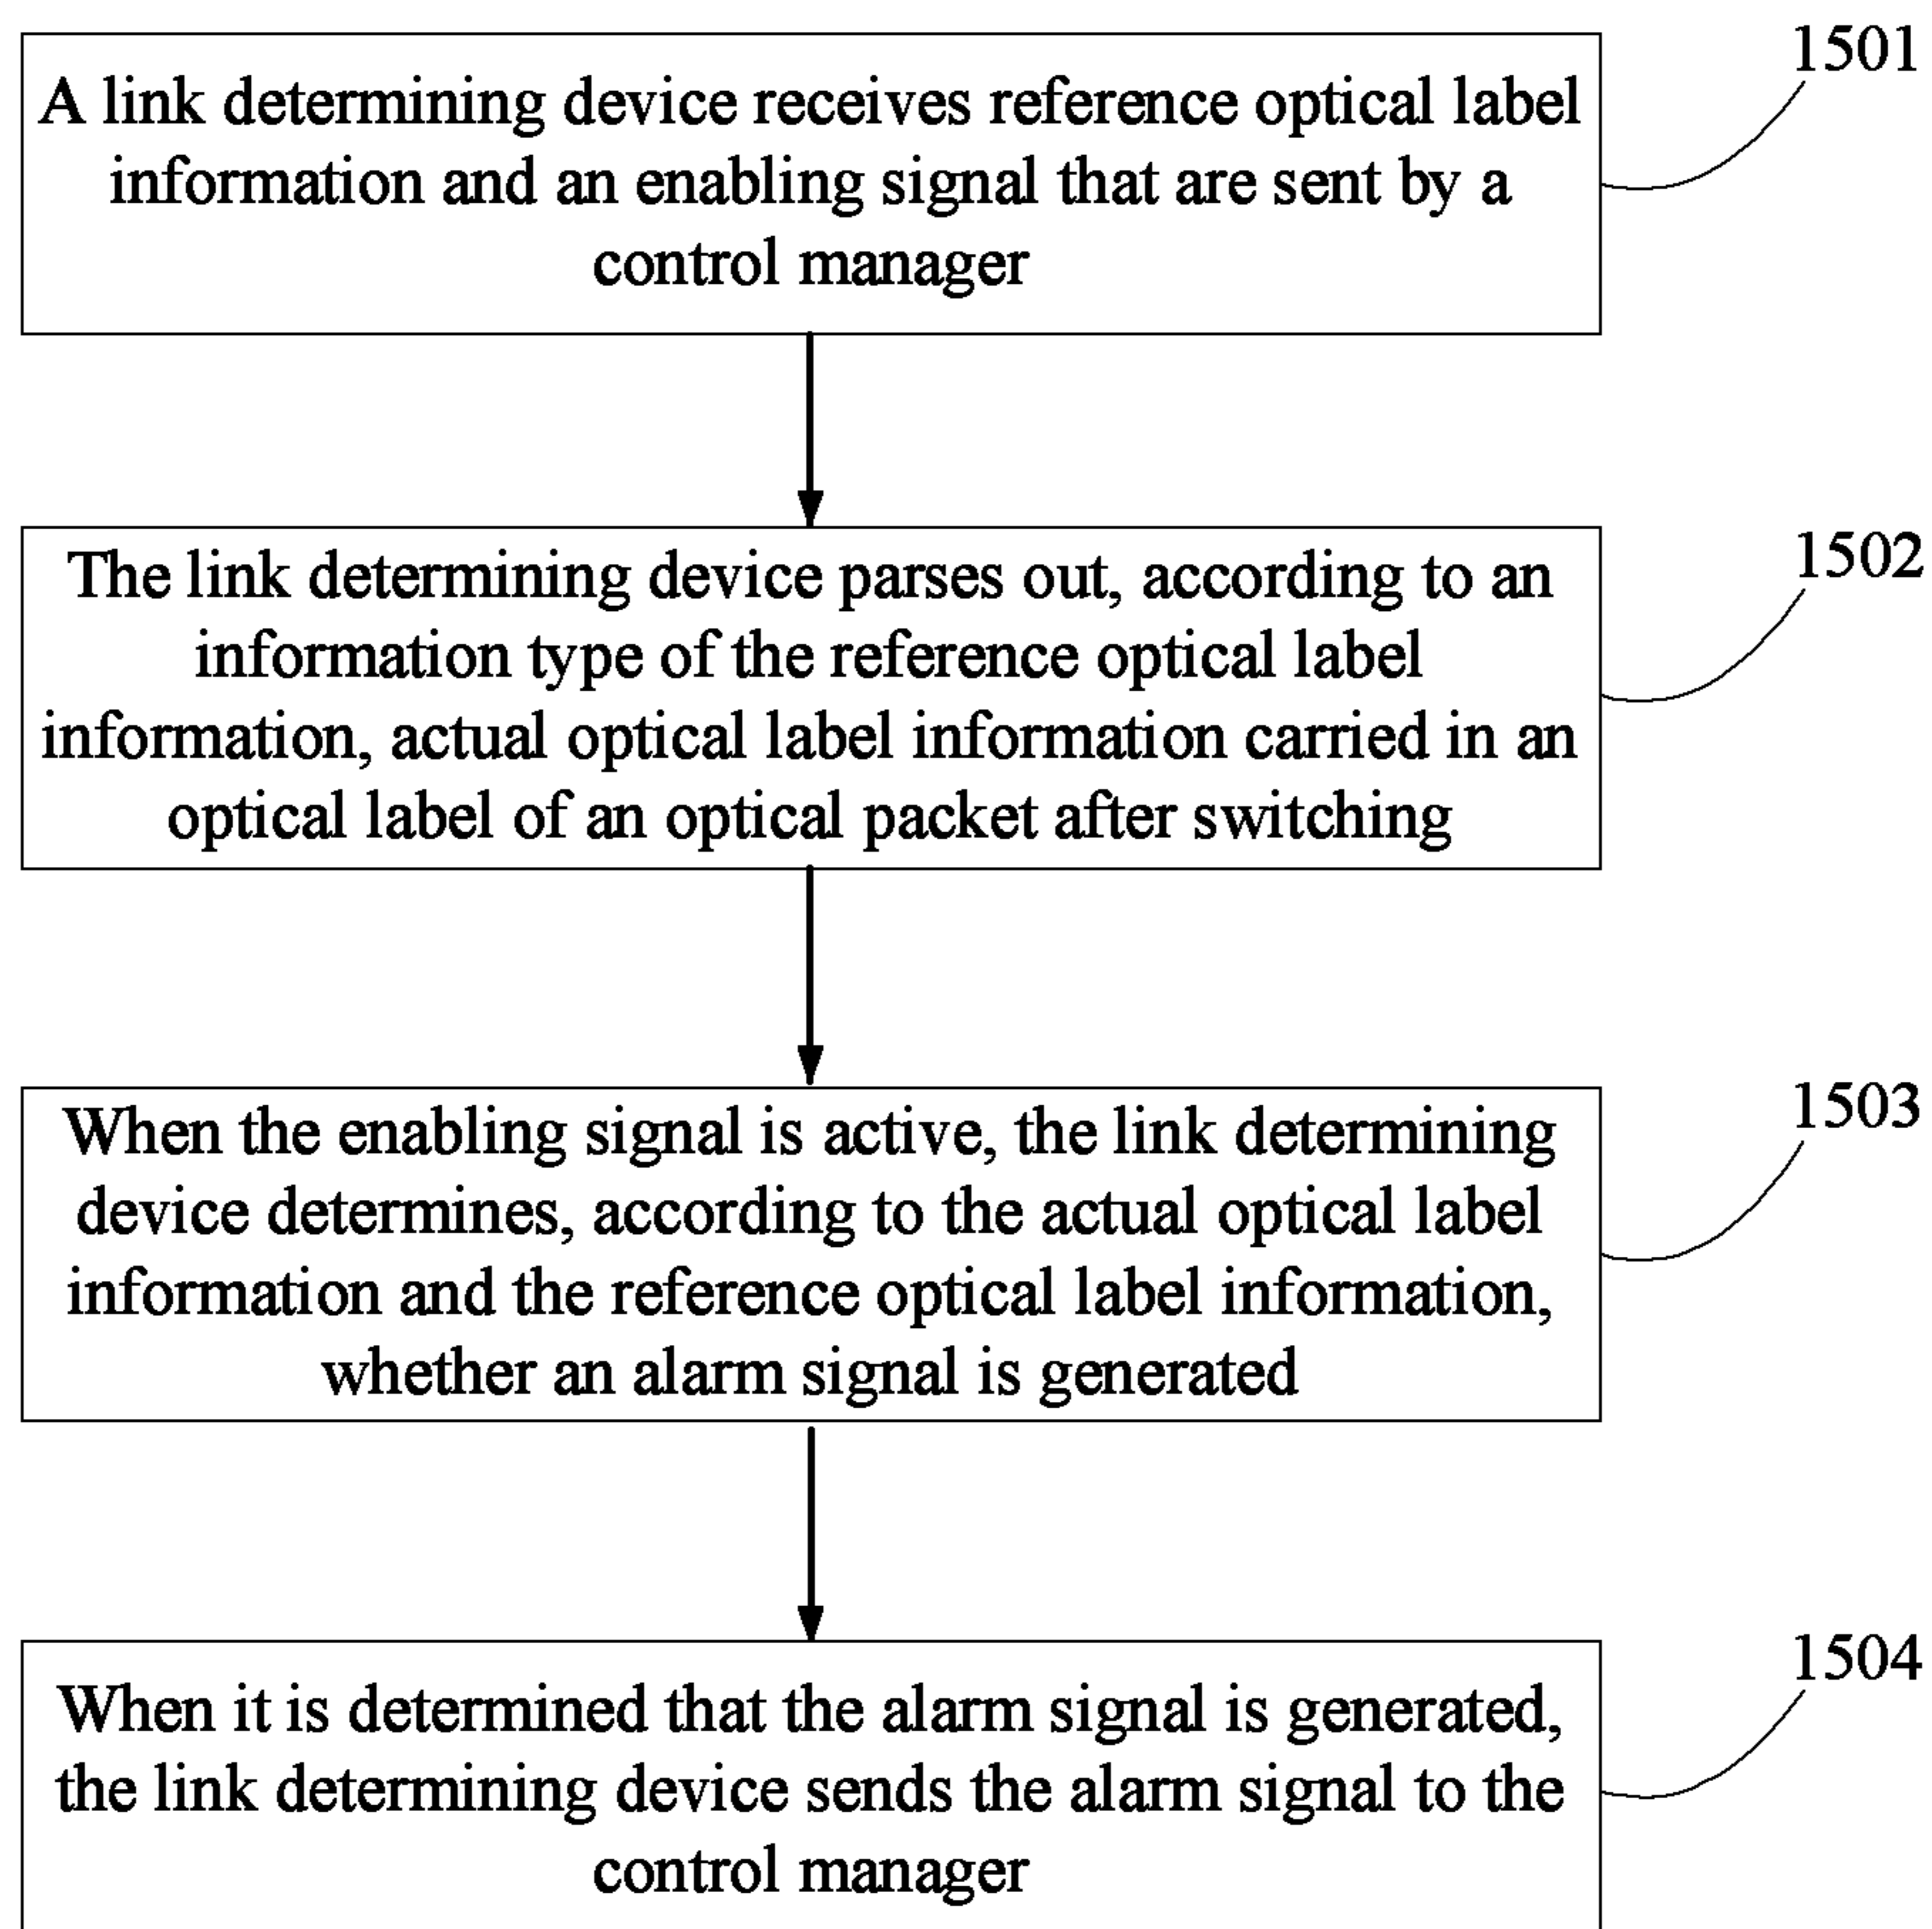 1501
A link determining device receives reference optical label
information and an enabling signal that are sent by a
control manager
1502
The link determining device parses out, according to an
information type of the reference optical label
information, actual optical label information carried in an
optical label of an optical packet after switching
1503
When the enabling signal is active, the link determining
device determines, according to the actual optical label
information and the reference optical label information,
whether an alarm signal is generated
1504
When it is determined that the alarm signal is generated,
the link determining device sends the alarm signal to the
control manager